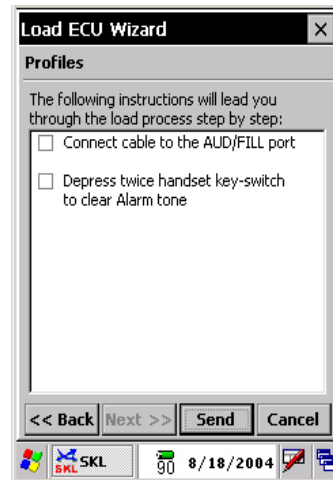 Load ECU Wizard
Profiles
The following instructions will lead you
through the load process step by step:
Connect cable to the AUD/FILL port
Depress twice handset key-switch
to clear Alarm tone
<< Back Next >> Send Cancel
SKL SKL 90 8/18/2004